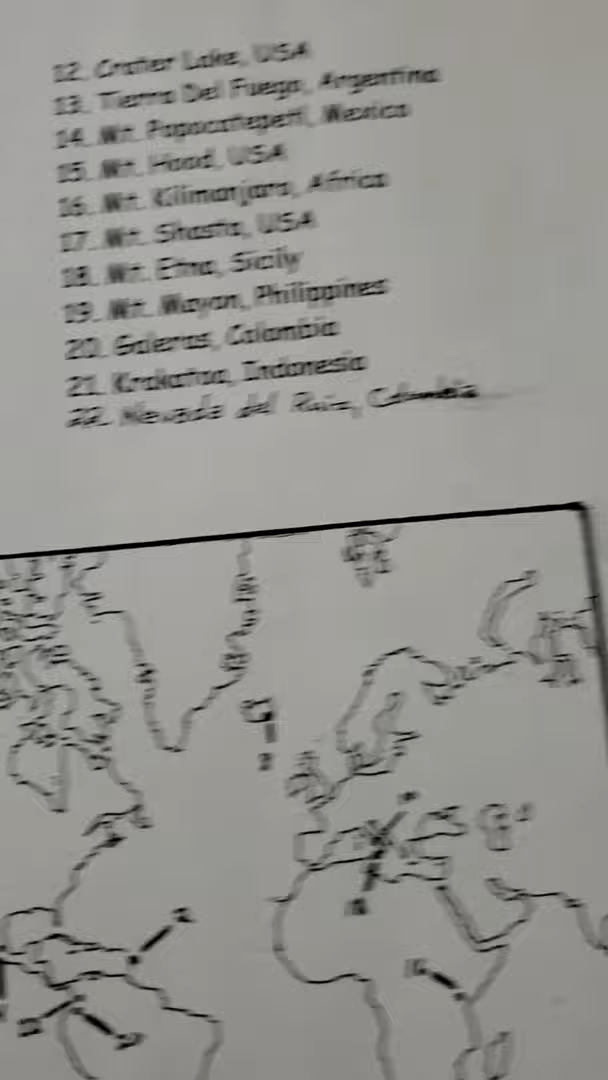 12. Crater Lake, USA
13. Tierra Del Fuego, Argentina
14. Mt. Popocatepetl, Mexico
15. Mt. Hood, USA
16. Mt. Kilimanjaro, Africa
17. Mt. Shasta, USA
18. Mt. Etna, Sicily
19. Mt. Mayon, Philippines
20. Galeras, Colombia
21. Krakatoa, Indonesia
22. Nevado del Ruiz, Colombia
16
18